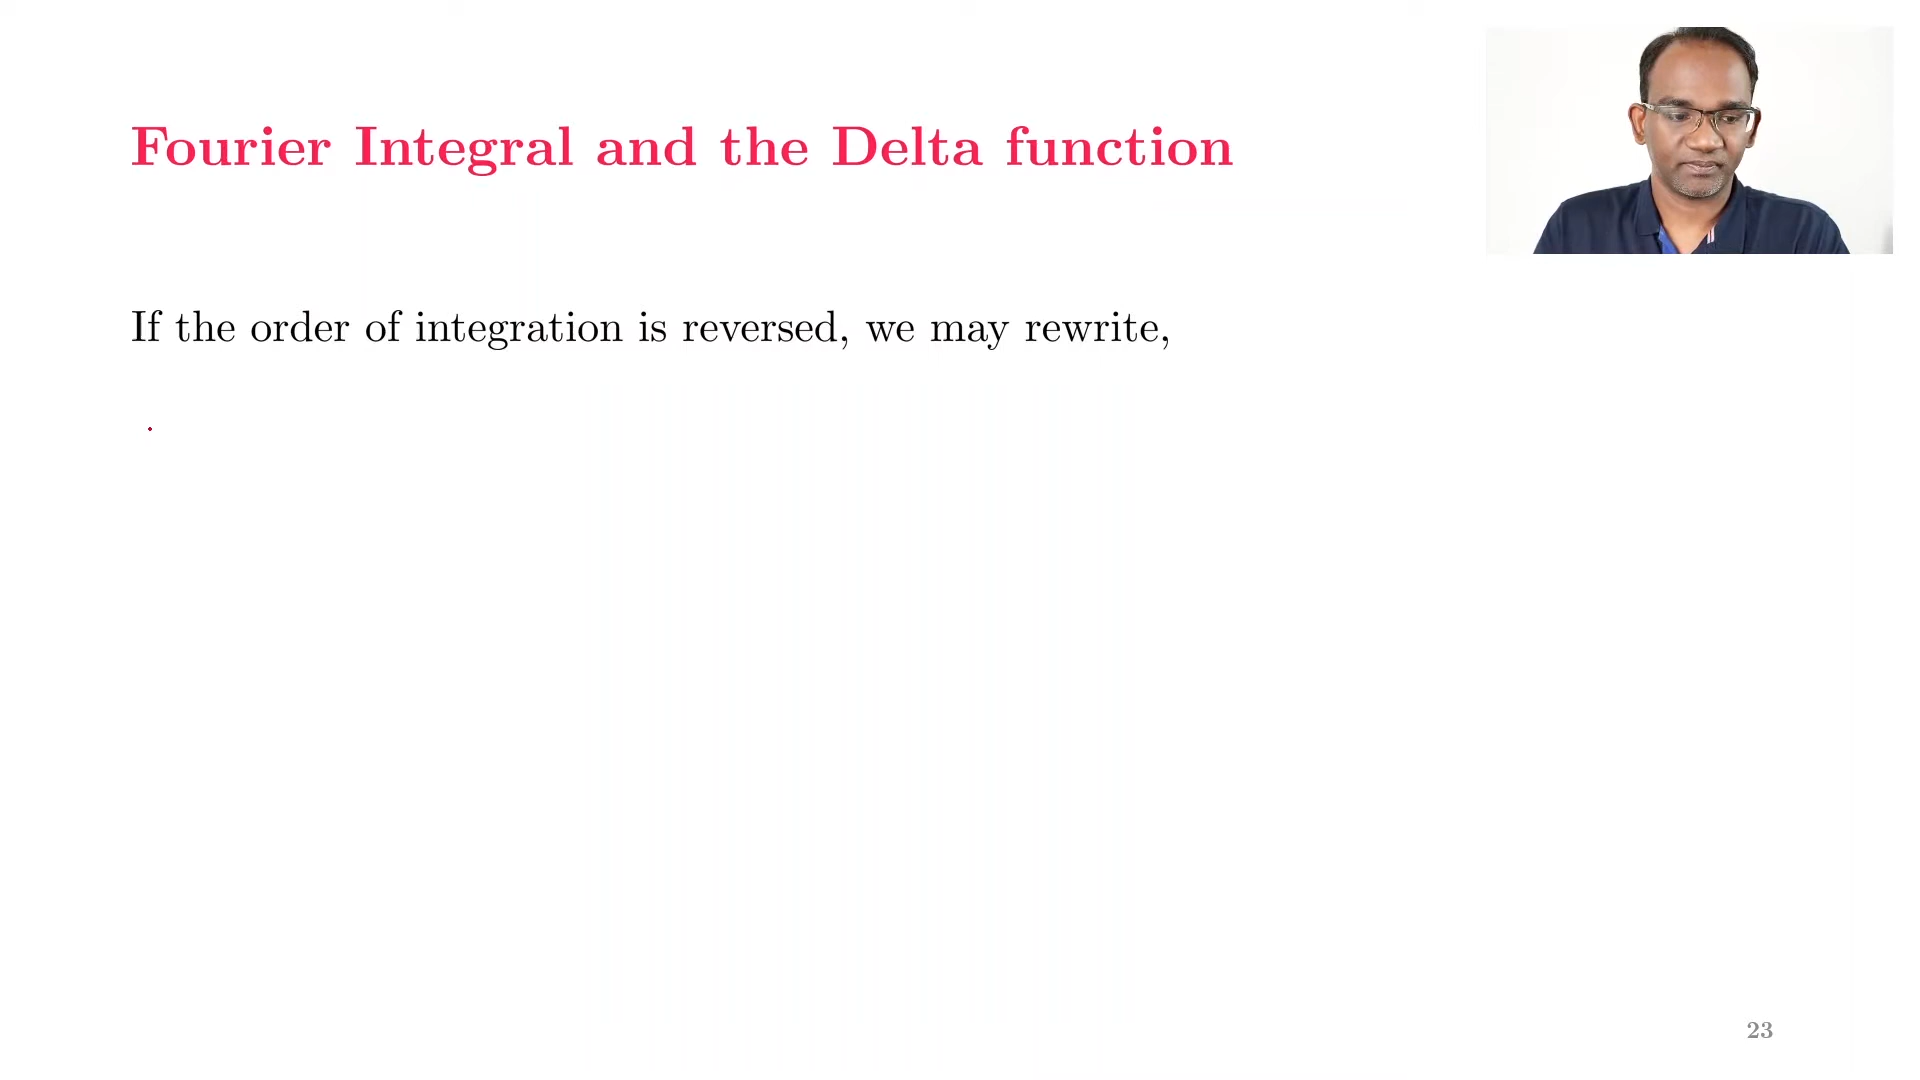 Fourier Integral and the Delta function
If the order of integration is reversed, we may rewrite,
23